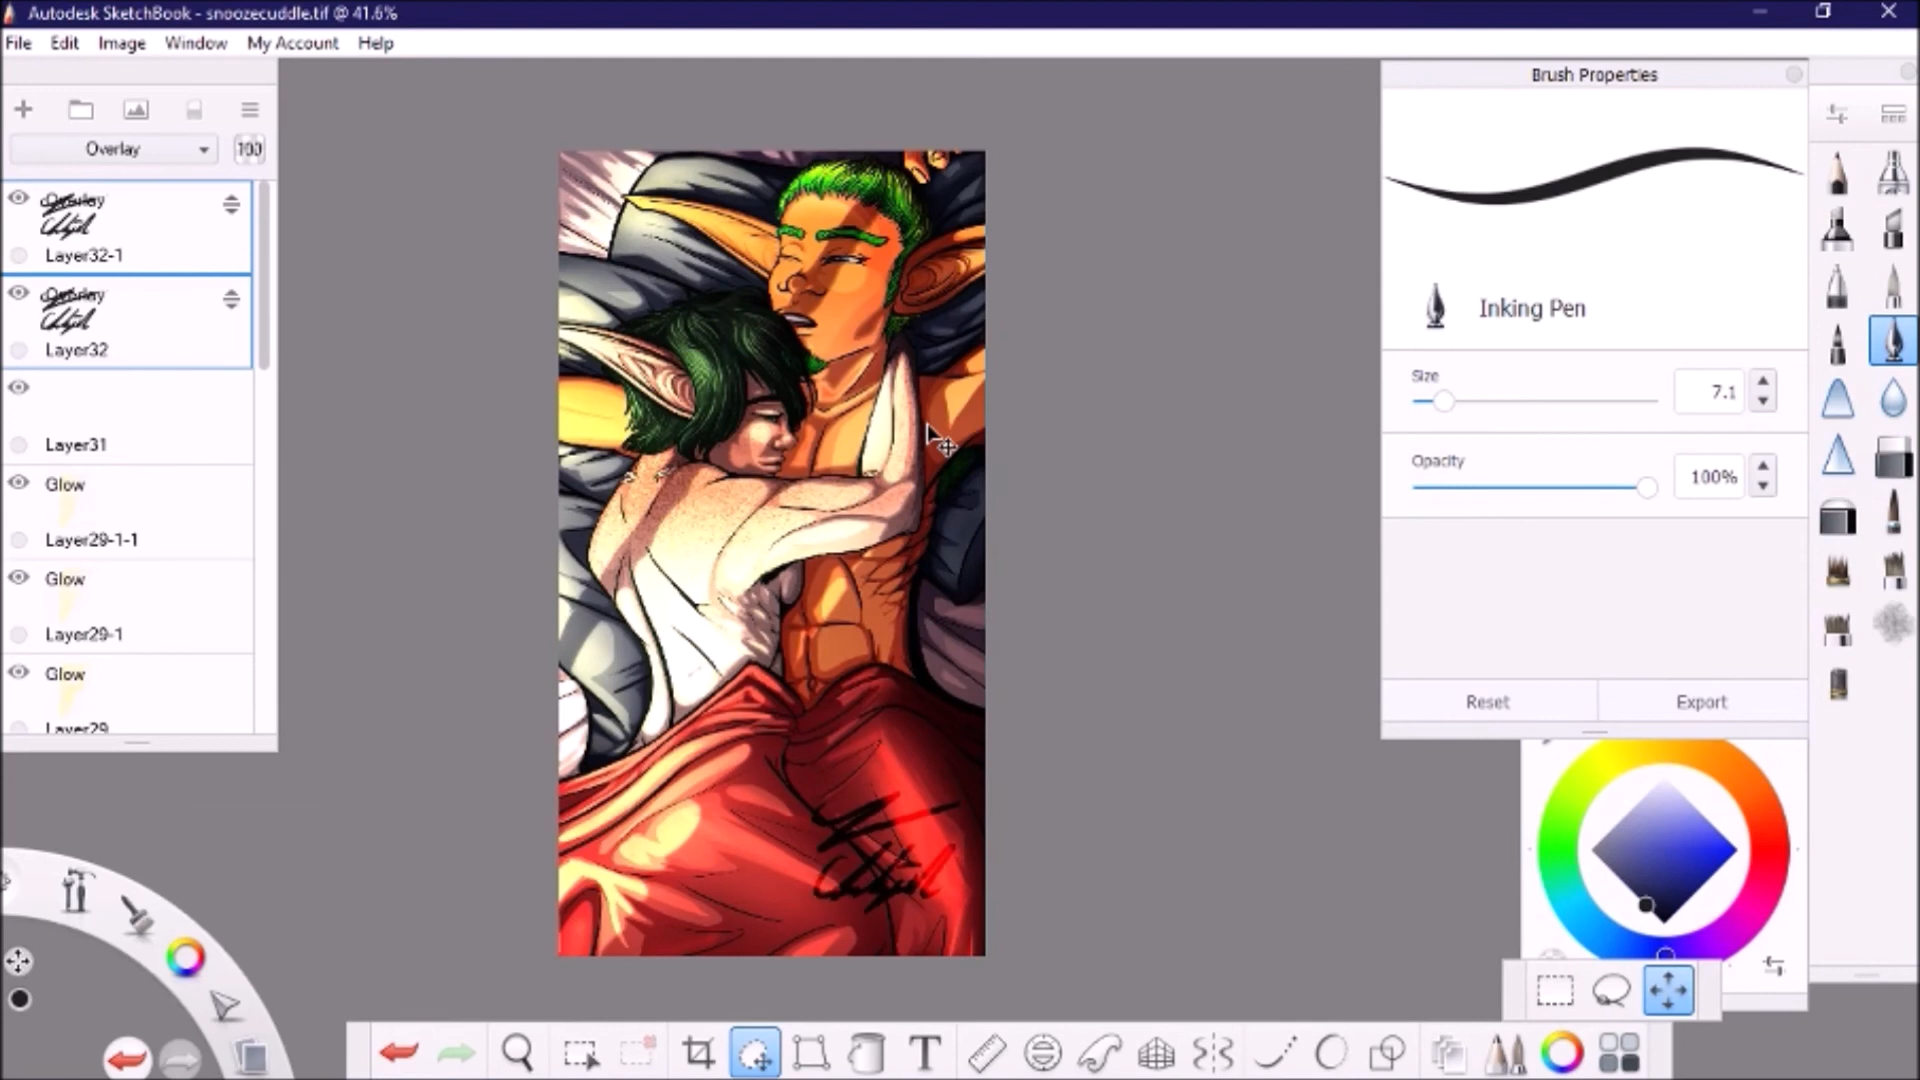 Autodesk SketchBook - snoozecuddle.tif @ 41.6%
File Edit Image Window My Account Help
Overlay 100
Overlay
Layer32-1
Overlay
Layer32
Layer31
Glow
Layer29-1-1
Glow
Layer29-1
Glow
Layer29
Brush Properties
Inking Pen
Size
7.1
Opacity
100%
Reset Export